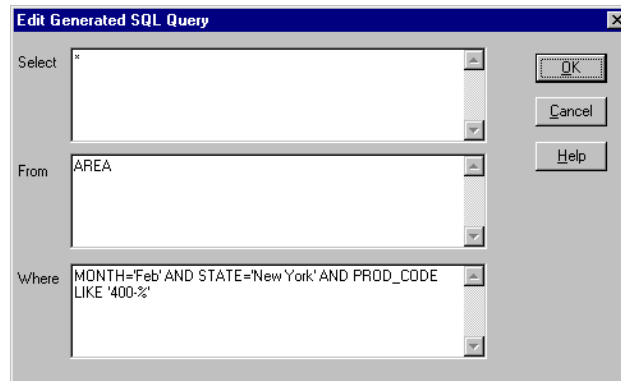 Edit Generated SQL Query
Select
*
OK
Cancel
Help
From
AREA
Where
MONTH='Feb' AND STATE='New York' AND PROD_CODE
LIKE '400-%'